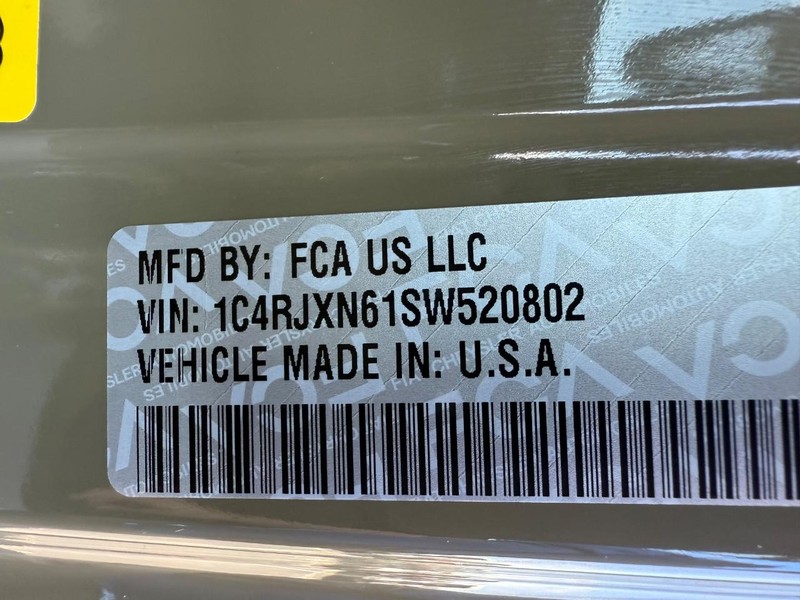 MFD BY: FCA US LLC
VIN: 1C4RJXN61SW520802
VEHICLE MADE IN: U.S.A.